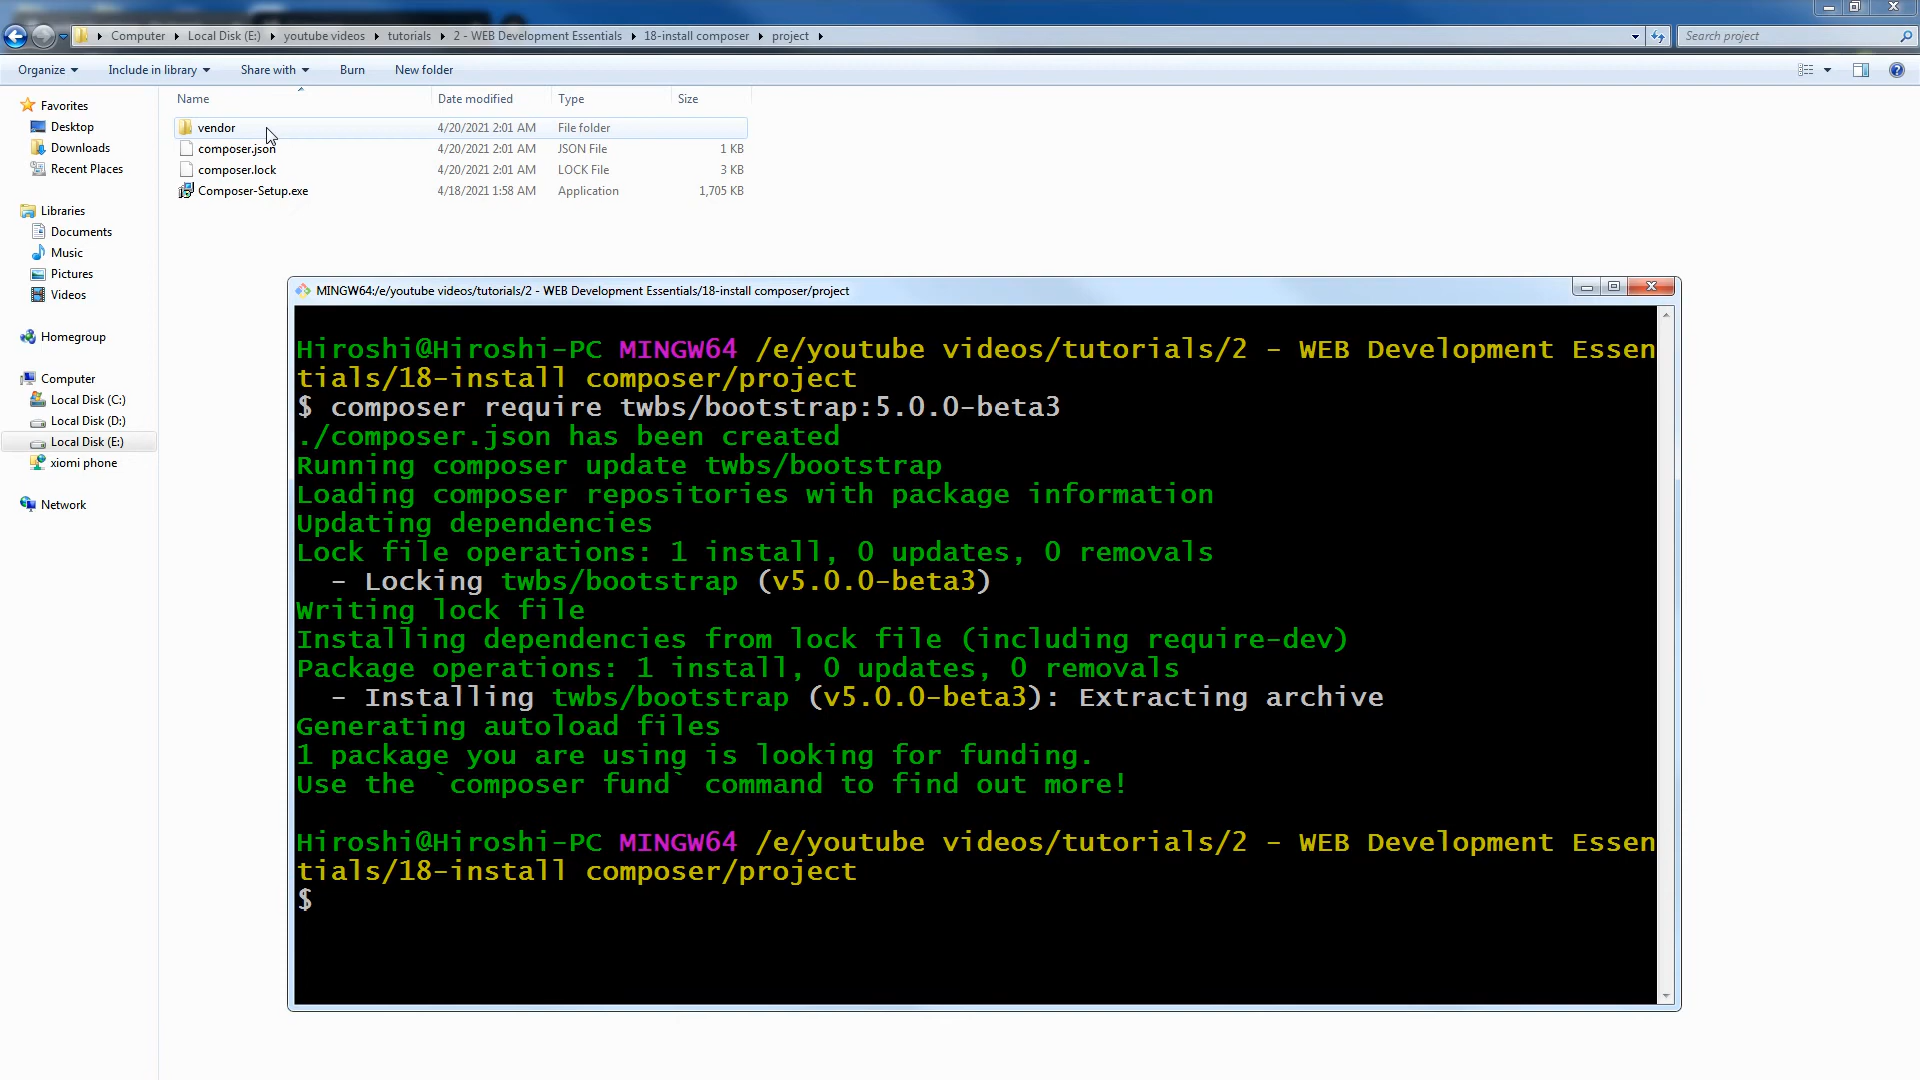 Computer Local Disk (E:) youtube videos tutorials 2 - WEB Development Essentials 18-install composer project
Search project
Organize Include in library Share with Burn New folder
Name Date modified Type Size
Favorites
Desktop
Downloads
Recent Places
Libraries
Documents
Music
Pictures
Videos
Homegroup
Computer
Local Disk (C:)
Local Disk (D:)
Local Disk (E:)
xiomi phone
Network
vendor 4/20/2021 2:01 AM File folder
composer.json 4/20/2021 2:01 AM JSON File 1 KB
composer.lock 4/20/2021 2:01 AM LOCK File 3 KB
Composer-Setup.exe 4/18/2021 1:58 AM Application 1,705 KB
MINGW64:/e/youtube videos/tutorials/2 - WEB Development Essentials/18-install composer/project
Hiroshi@Hiroshi-PC MINGW64 /e/youtube videos/tutorials/2 - WEB Development Essen
tials/18-install composer/project
$ composer require twbs/bootstrap:5.0.0-beta3
./composer.json has been created
Running composer update twbs/bootstrap
Loading composer repositories with package information
Updating dependencies
Lock file operations: 1 install, 0 updates, 0 removals
- Locking twbs/bootstrap (v5.0.0-beta3)
Writing lock file
Installing dependencies from lock file (including require-dev)
Package operations: 1 install, 0 updates, 0 removals
- Installing twbs/bootstrap (v5.0.0-beta3): Extracting archive
Generating autoload files
1 package you are using is looking for funding.
Use the `composer fund` command to find out more!
Hiroshi@Hiroshi-PC MINGW64 /e/youtube videos/tutorials/2 - WEB Development Essen
tials/18-install composer/project
$